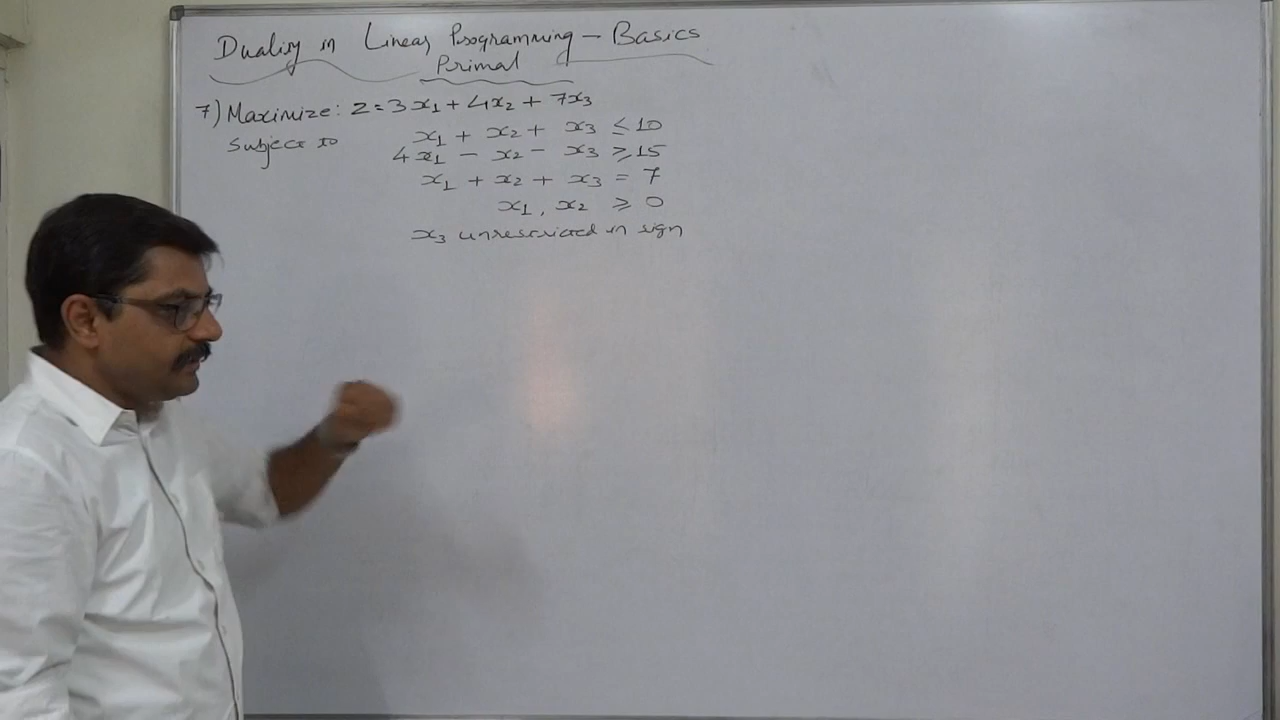 Duality in Linear Programming - Basics
Primal
7) Maximize: Z = 3x₁ + 4x₂ + 7x₃
Subject to x₁ + x₂ + x₃ ≤ 10
4x₁ - x₂ - x₃ ≥ 15
x₁ + x₂ + x₃ = 7
x₁, x₂ ≥ 0
x₃ unrestricted in sign